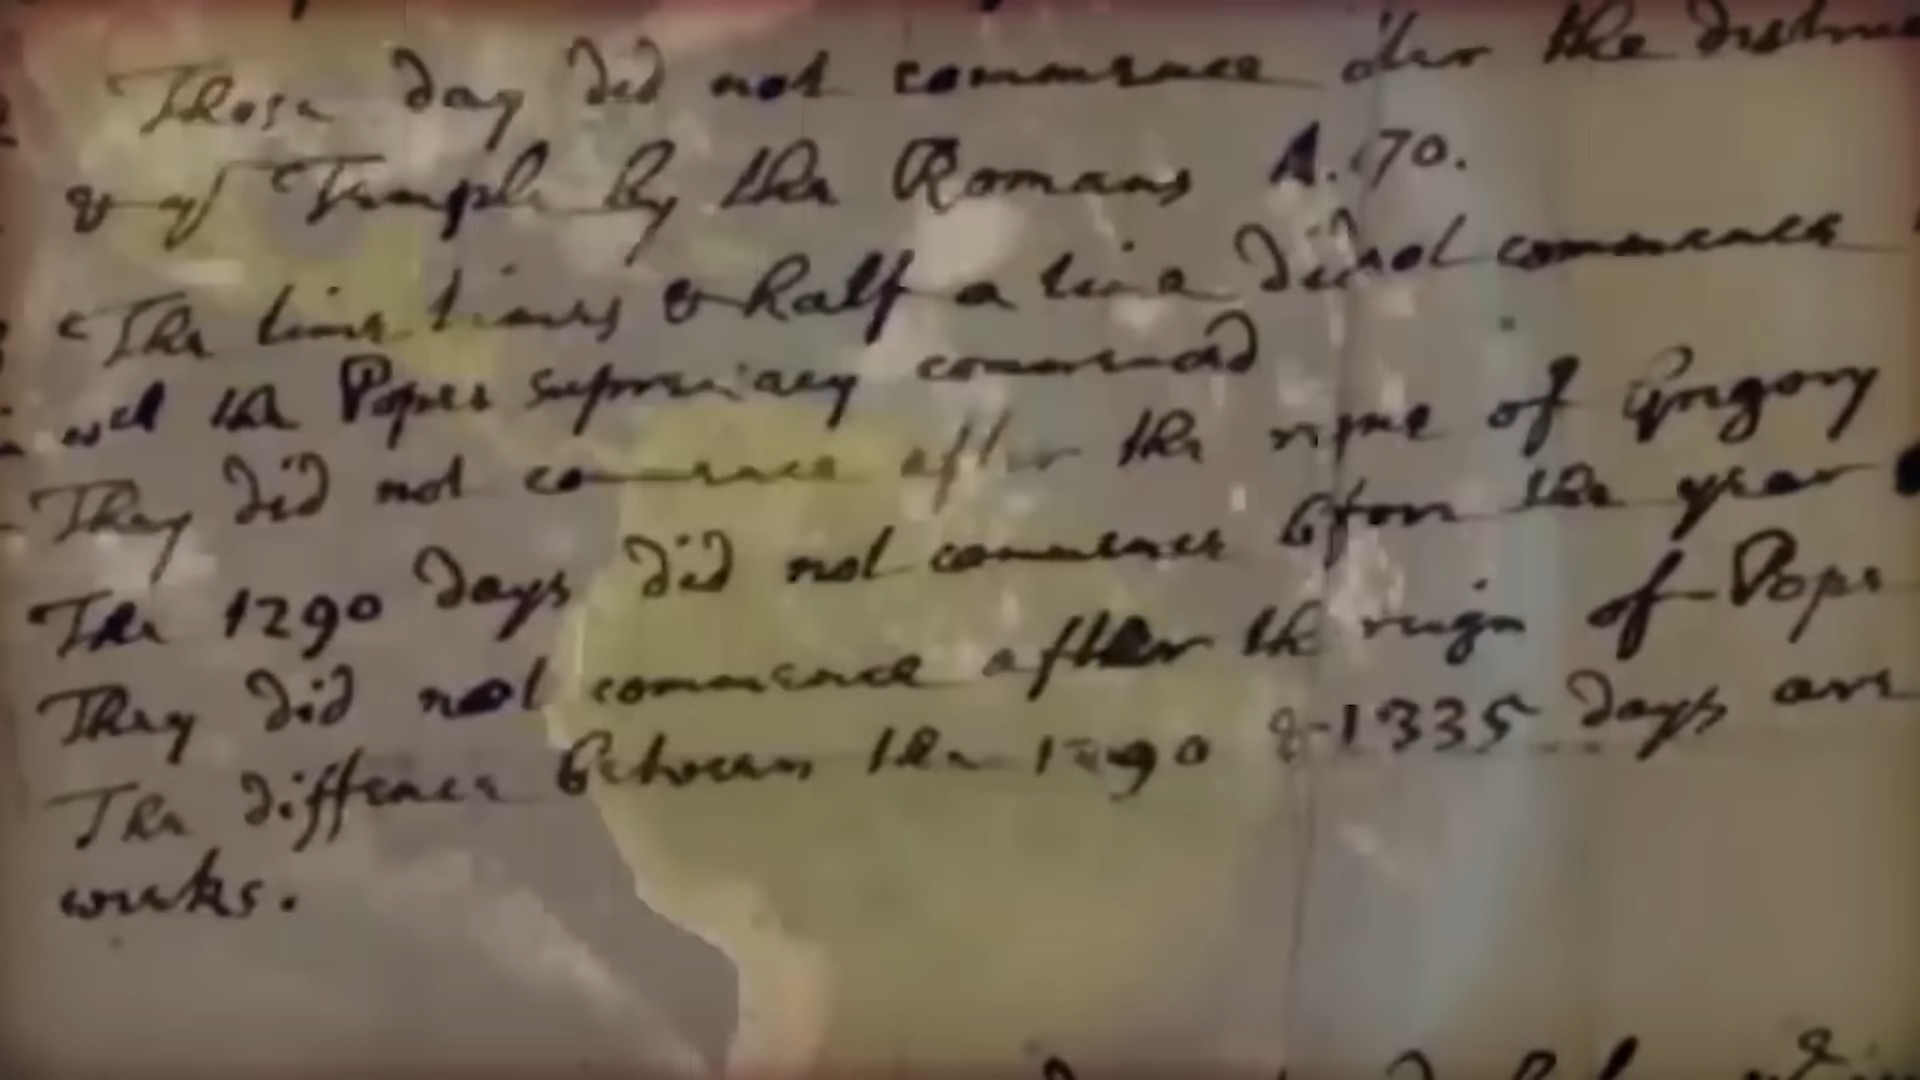 Those day did not commence after the
& of Temple by the Romans A. 70.
The time times & half a time did not commence
the Popes supremacy commenced
They did not commence after the reigne of Gregory
The 1290 days did not commence before the year
They did not commence after the reign of Pope
The difference between the 1290 & 1335 days are
weeks.